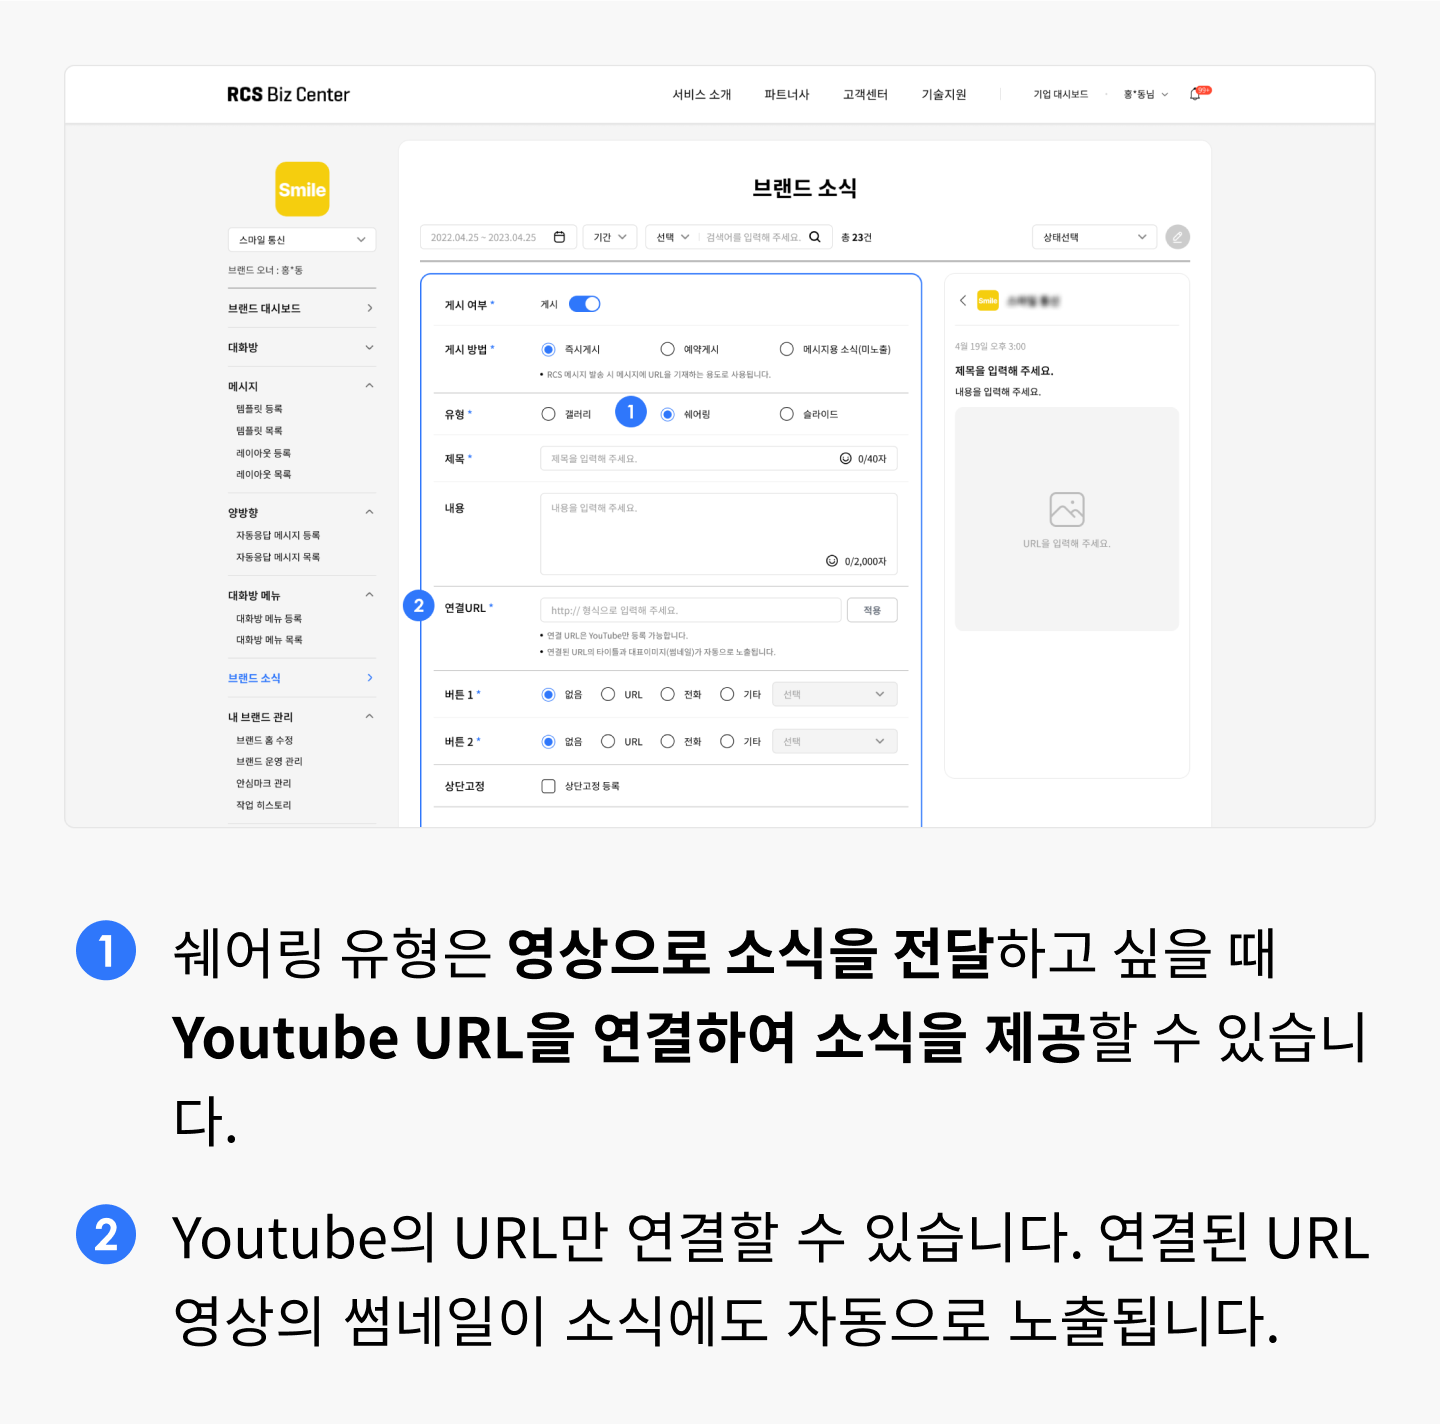 RCS Biz Center
서비스 소개 파트너사 고객센터 기술지원 기업 대시보드 홍*동님 99+
Smile
스마일 통신
브랜드 오너 : 홍*동
브랜드 대시보드
대화방
메시지
템플릿 등록
템플릿 목록
레이아웃 등록
레이아웃 목록
양방향
자동응답 메시지 등록
자동응답 메시지 목록
대화방 메뉴
대화방 메뉴 등록
대화방 메뉴 목록
브랜드 소식
내 브랜드 관리
브랜드 홈 수정
브랜드 운영 관리
안심마크 관리
작업 히스토리
브랜드 소식
2022.04.25 ~ 2023.04.25 기간 선택 검색어를 입력해 주세요. 총 23건 상태선택
게시 여부 * 게시
게시 방법 * 즉시게시 예약게시 메시지용 소식(미노출)
• RCS 메시지 발송 시 메시지에 URL을 기재하는 용도로 사용됩니다.
유형 * 갤러리 1 쉐어링 슬라이드
제목 * 제목을 입력해 주세요. 0/40자
내용 내용을 입력해 주세요.
0/2,000자
2 연결URL * http:// 형식으로 입력해 주세요. 적용
• 연결 URL은 YouTube만 등록 가능합니다.
• 연결된 URL의 타이틀과 대표이미지(썸네일)가 자동으로 노출됩니다.
버튼 1 * 없음 URL 전화 기타 선택
버튼 2 * 없음 URL 전화 기타 선택
상단고정 상단고정 등록
Smile
4월 19일 오후 3:00
제목을 입력해 주세요.
내용을 입력해 주세요.
URL을 입력해 주세요.
1 쉐어링 유형은 영상으로 소식을 전달하고 싶을 때
Youtube URL을 연결하여 소식을 제공할 수 있습니
다.
2 Youtube의 URL만 연결할 수 있습니다. 연결된 URL
영상의 썸네일이 소식에도 자동으로 노출됩니다.